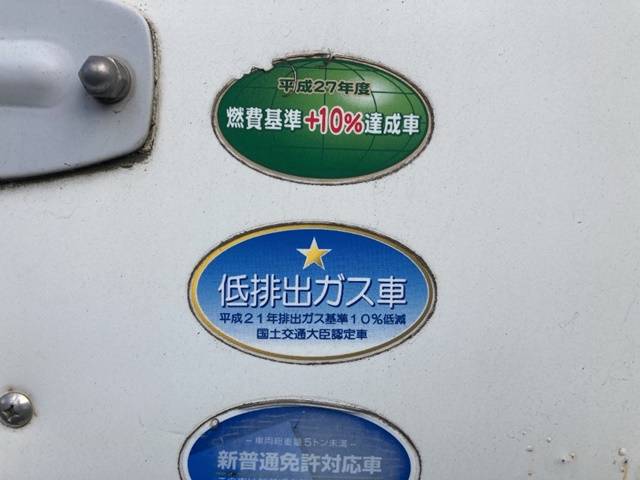 平成27年度
燃費基準+10%達成車
低排出ガス車
平成21年排出ガス基準10%低減
国土交通大臣認定車
－車両総重量5トン未満－
新普通免許対応車